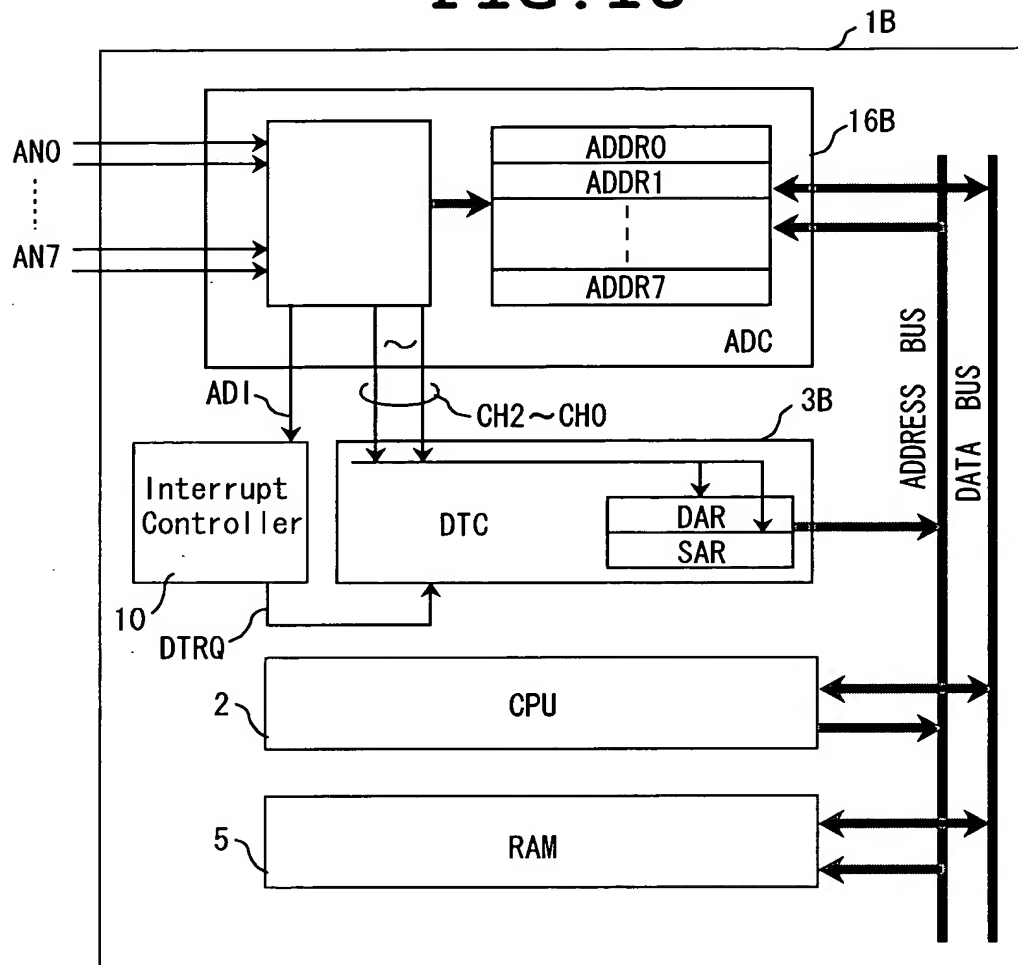 1B
16B
AN0
AN7
ADDR0
ADDR1
ADDR7
ADC
ADI
CH2~CH0
3B
Interrupt
Controller
10
DTRQ
DTC
DAR
SAR
ADDRESS BUS
DATA BUS
2
CPU
5
RAM